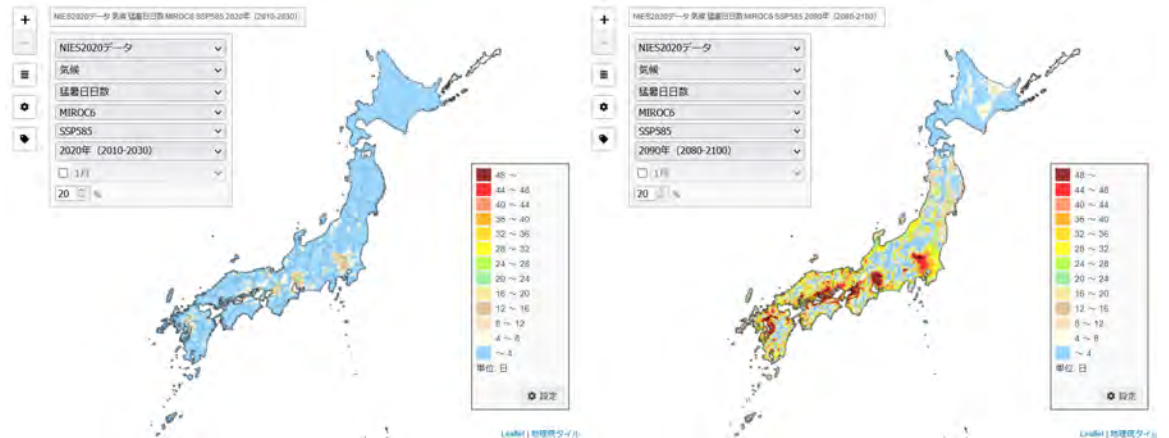 NIES2020データ 気候 猛暑日日数 MIROC6 SSP585 2020年 (2010-2030)
+
−
NIES2020データ
気候
猛暑日日数
MIROC6
SSP585
2020年 (2010-2030)
1月
20 %
48 ～
44 ～ 48
40 ～ 44
36 ～ 40
32 ～ 36
28 ～ 32
24 ～ 28
20 ～ 24
16 ～ 20
12 ～ 16
8 ～ 12
4 ～ 8
～ 4
単位: 日
設定
Leaflet | 地理院タイル
NIES2020データ 気候 猛暑日日数 MIROC6 SSP585 2090年 (2080-2100)
+
−
NIES2020データ
気候
猛暑日日数
MIROC6
SSP585
2090年 (2080-2100)
1月
20 %
48 ～
44 ～ 48
40 ～ 44
36 ～ 40
32 ～ 36
28 ～ 32
24 ～ 28
20 ～ 24
16 ～ 20
12 ～ 16
8 ～ 12
4 ～ 8
～ 4
単位: 日
設定
Leaflet | 地理院タイル